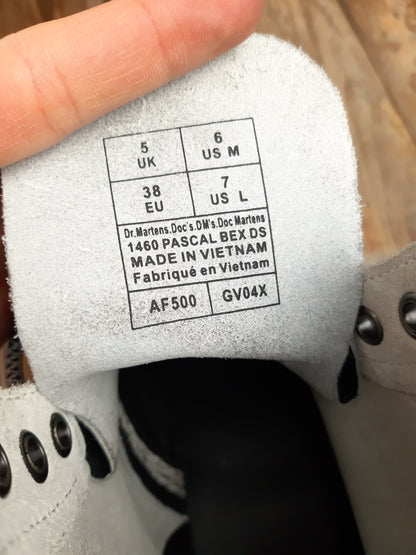 5 6
UK US M
38 7
EU US L
Dr.Martens.Doc's.DM's.Doc Martens
1460 PASCAL BEX DS
MADE IN VIETNAM
Fabriqué en Vietnam
AF500 GV04X